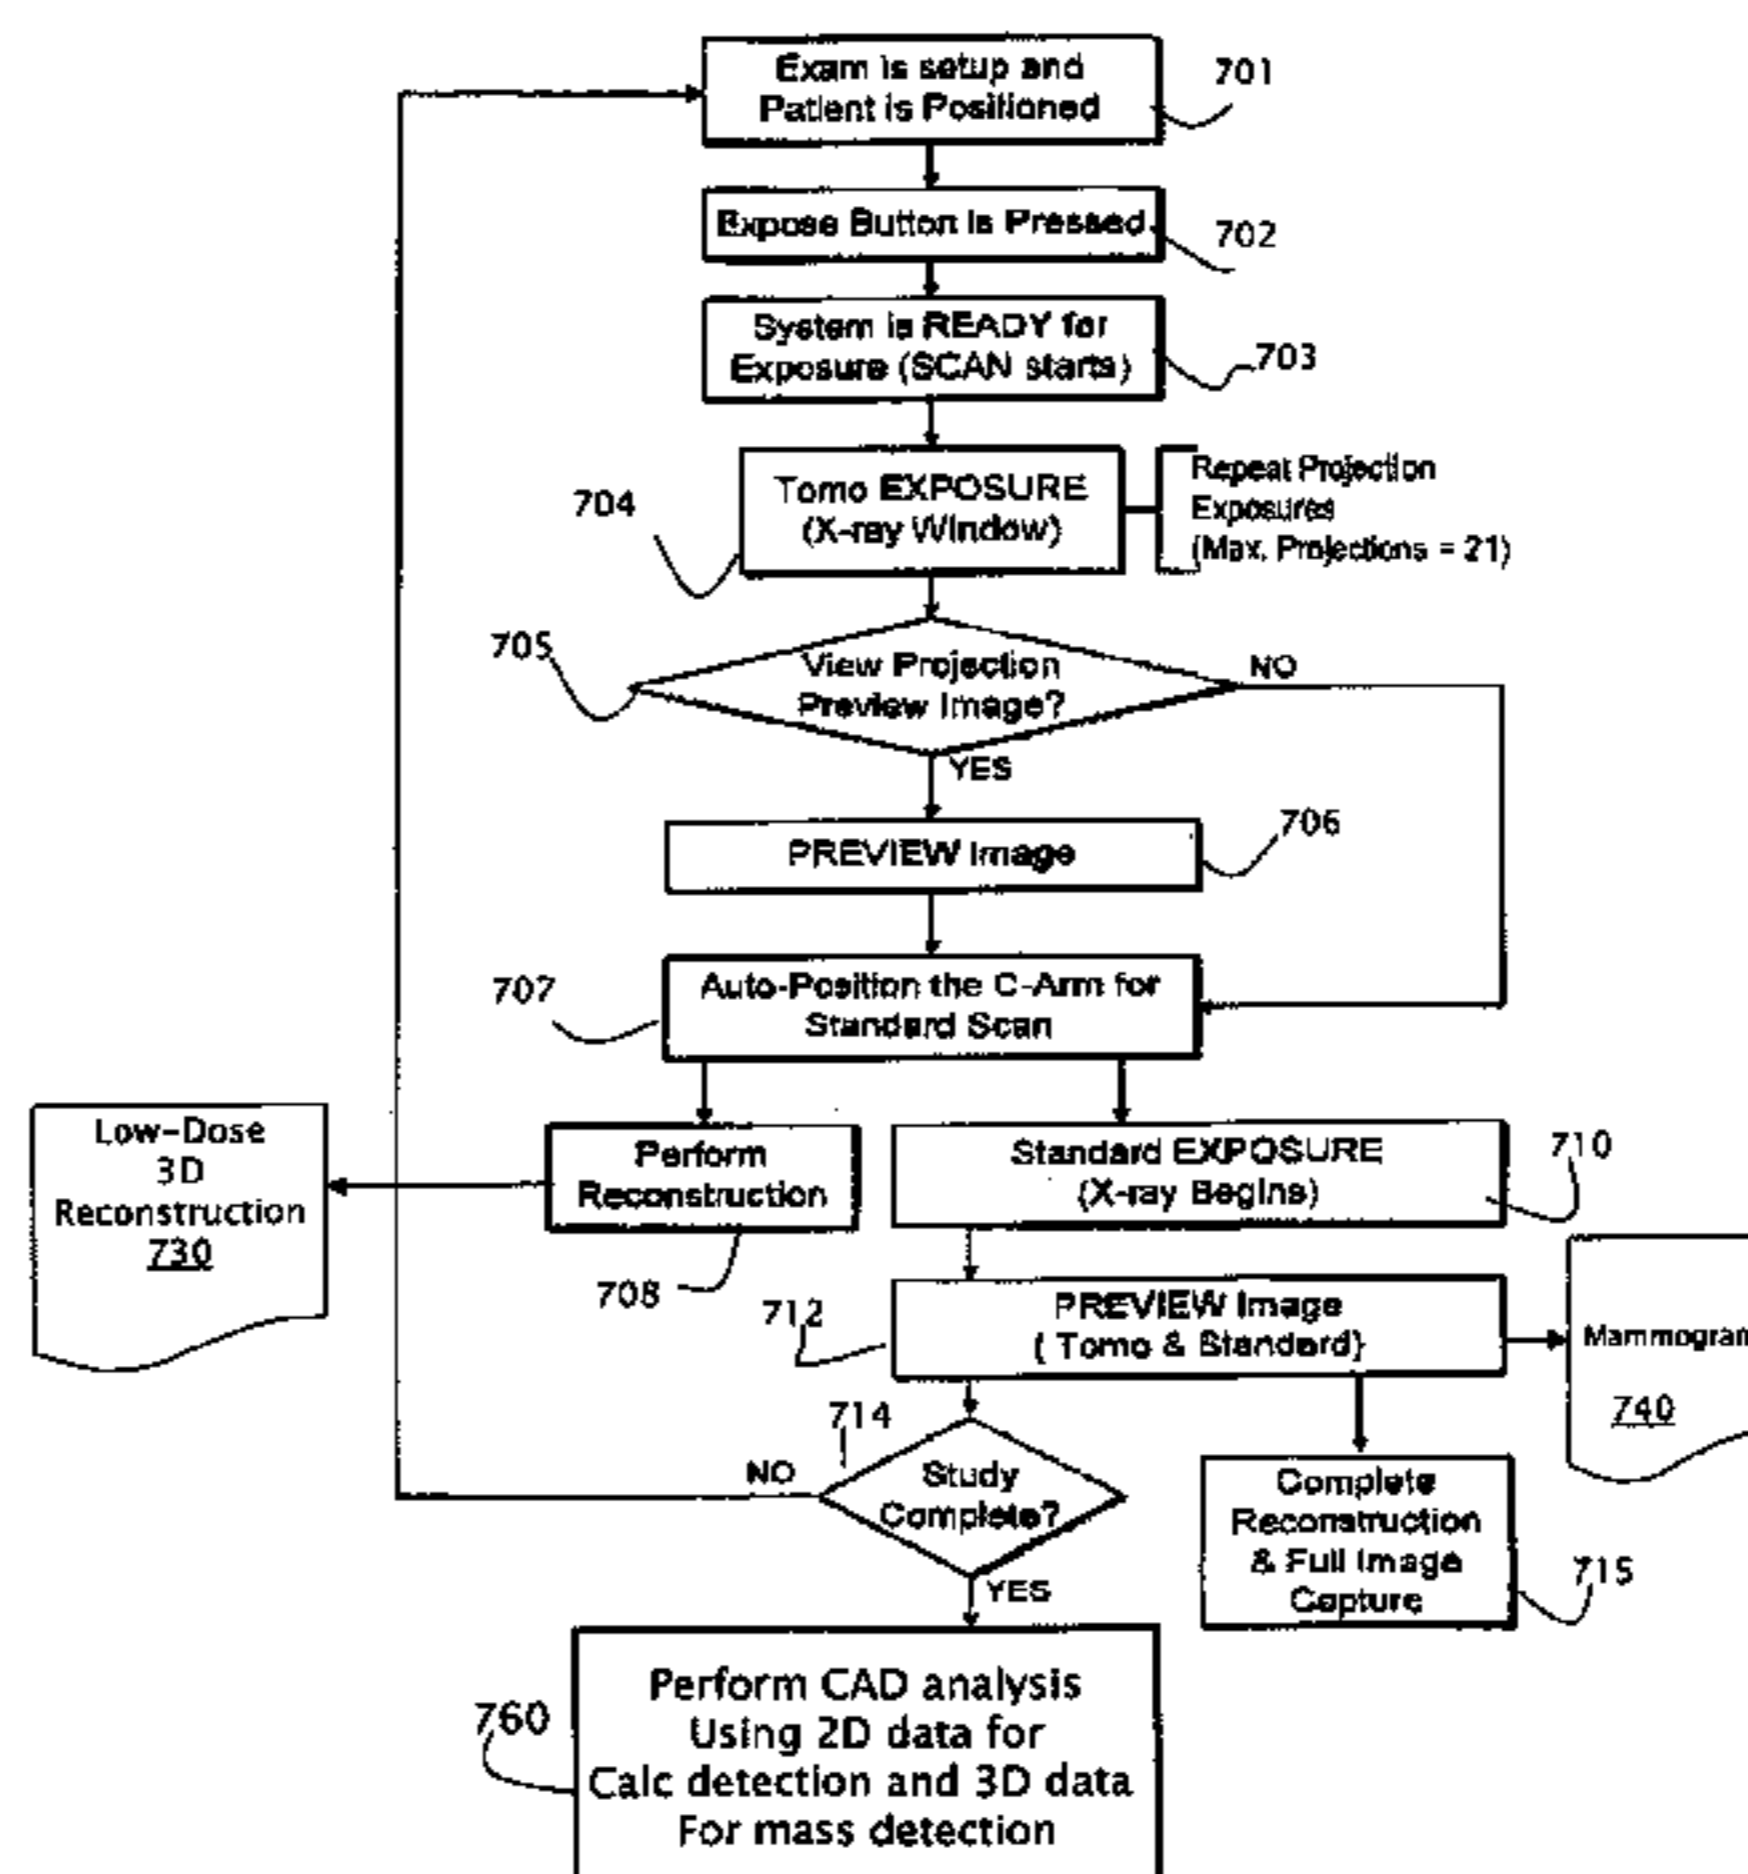 Exam is setup and
Patient is Positioned
701
Expose Button is Pressed
702
System is READY for
Exposure (SCAN starts)
703
Tomo EXPOSURE
(X-ray Window)
704
Repeat Projection
Exposures
(Max. Projections = 21)
705
View Projection
Preview Image?
NO
YES
PREVIEW Image
706
707
Auto-Position the C-Arm for
Standard Scan
Low-Dose
3D
Reconstruction
730
Perform
Reconstruction
708
Standard EXPOSURE
(X-ray Begins)
710
712
PREVIEW Image
( Tomo & Standard)
Mammogram
740
714
Study
Complete?
NO
YES
Complete
Reconstruction
& Full Image
Capture
715
760
Perform CAD analysis
Using 2D data for
Calc detection and 3D data
For mass detection